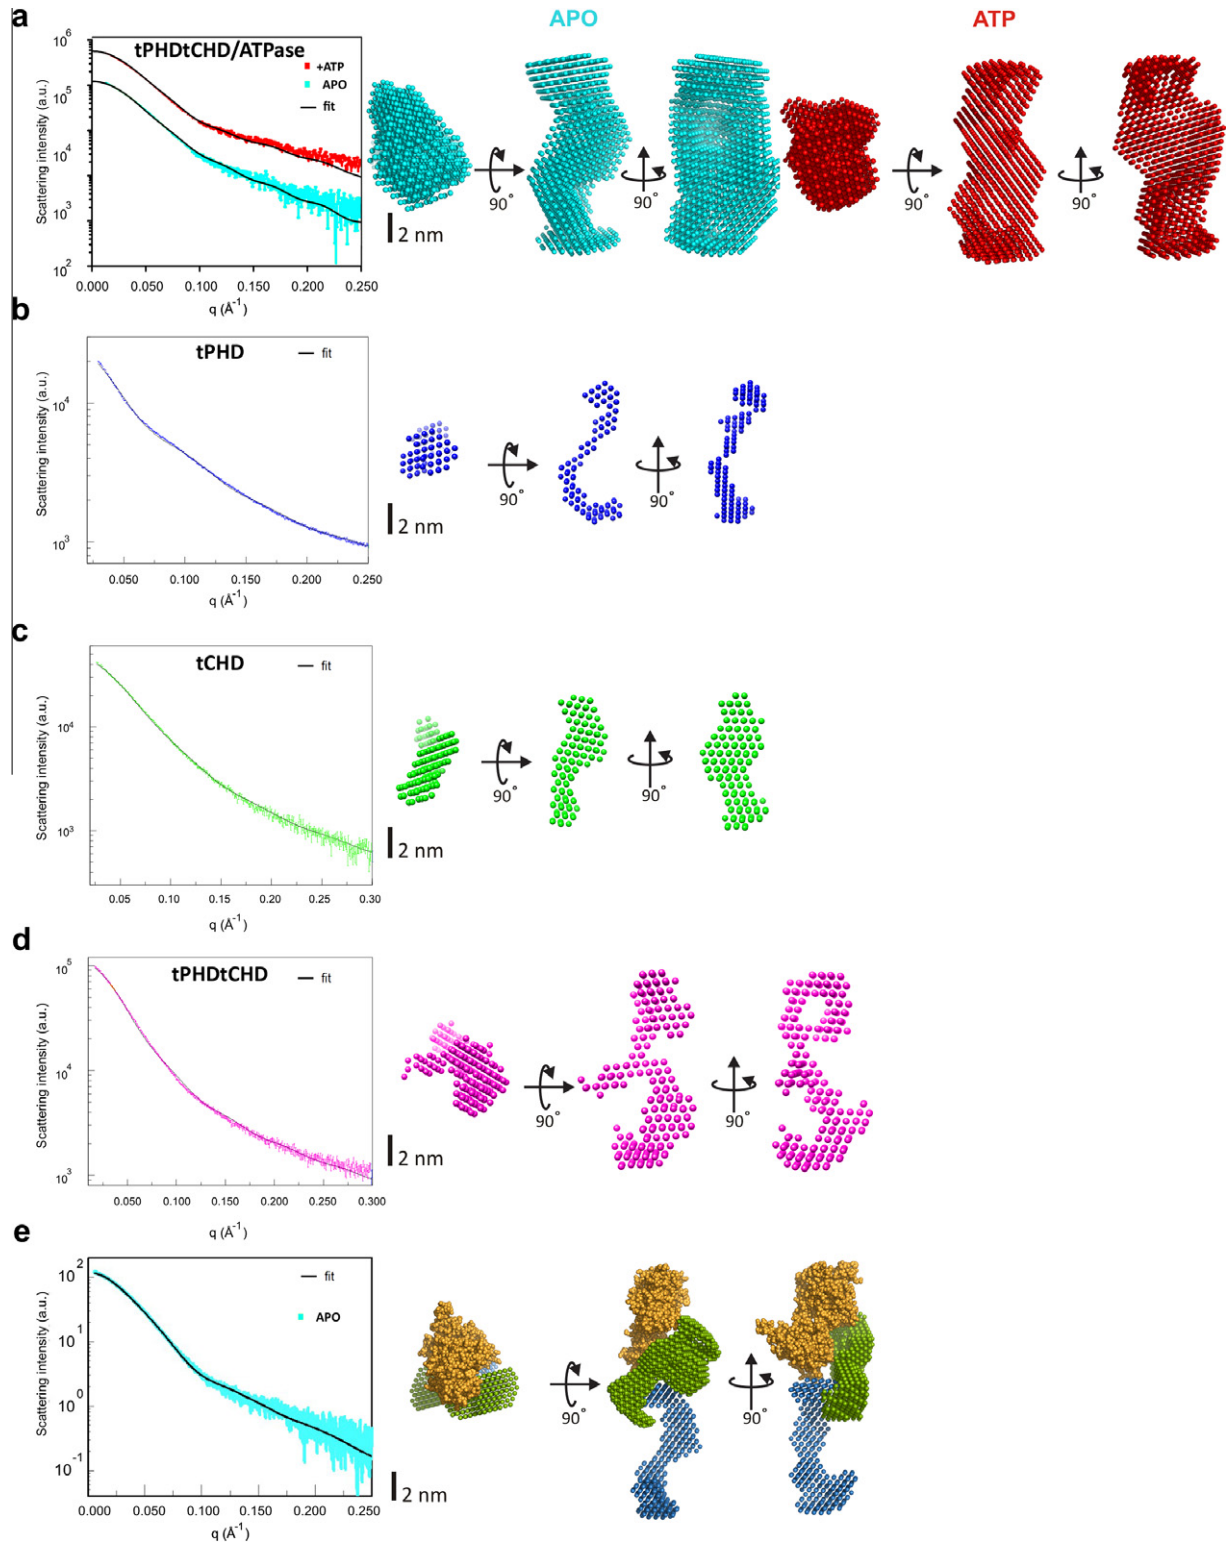 a
APO
ATP
tPHDtCHD/ATPase
+ATP
APO
fit
Scattering intensity (a.u.)
10^6
10^5
10^4
10^3
10^2
0.000 0.050 0.100 0.150 0.200 0.250
q (Å^-1)
90°
90°
90°
90°
2 nm
b
tPHD
fit
Scattering intensity (a.u.)
10^4
10^3
0.050 0.100 0.150 0.200 0.250
q (Å^-1)
90°
90°
2 nm
c
tCHD
fit
Scattering intensity (a.u.)
10^4
10^3
0.05 0.10 0.15 0.20 0.25 0.30
q (Å^-1)
90°
90°
2 nm
d
tPHDtCHD
fit
Scattering intensity (a.u.)
10^5
10^4
10^3
0.050 0.100 0.150 0.200 0.250 0.300
q (Å^-1)
90°
90°
2 nm
e
fit
APO
Scattering intensity (a.u.)
10^2
10^1
10^0
10^-1
0.000 0.050 0.100 0.150 0.200 0.250
q (Å^-1)
90°
90°
2 nm